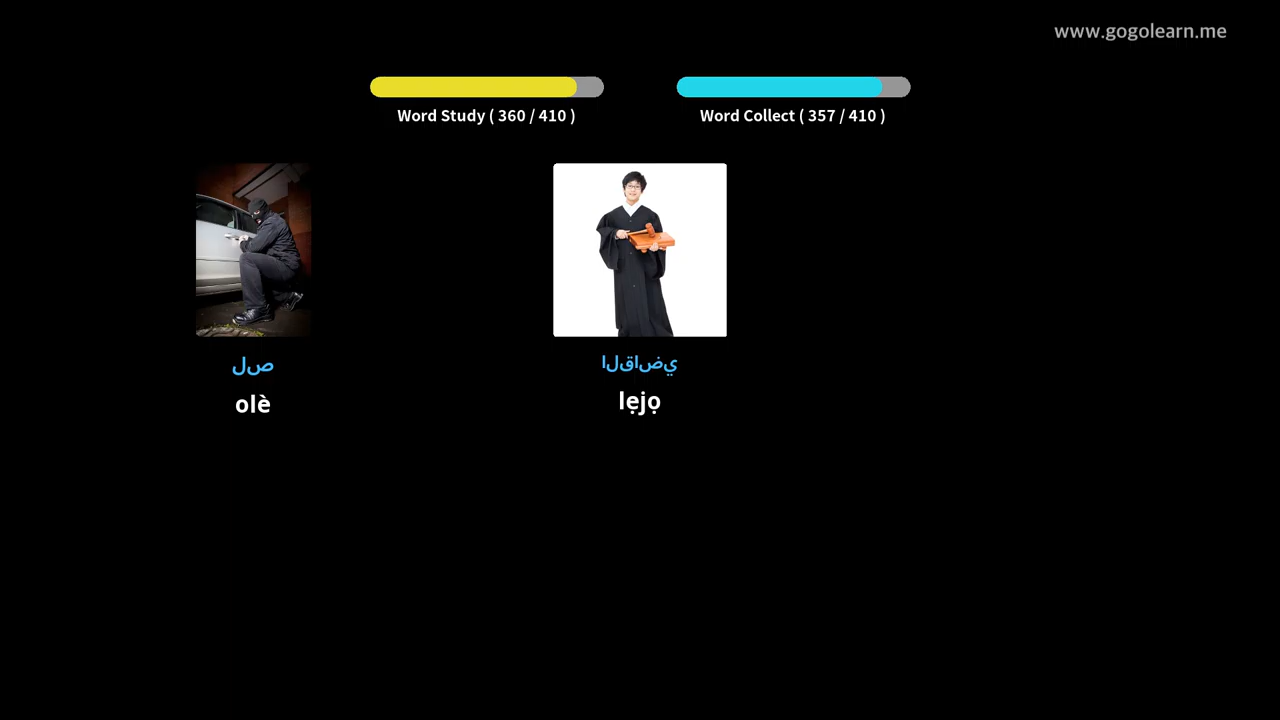 www.gogolearn.me
Word Study ( 360 / 410 )
Word Collect ( 357 / 410 )
لص
القاضي
olè
lẹjọ